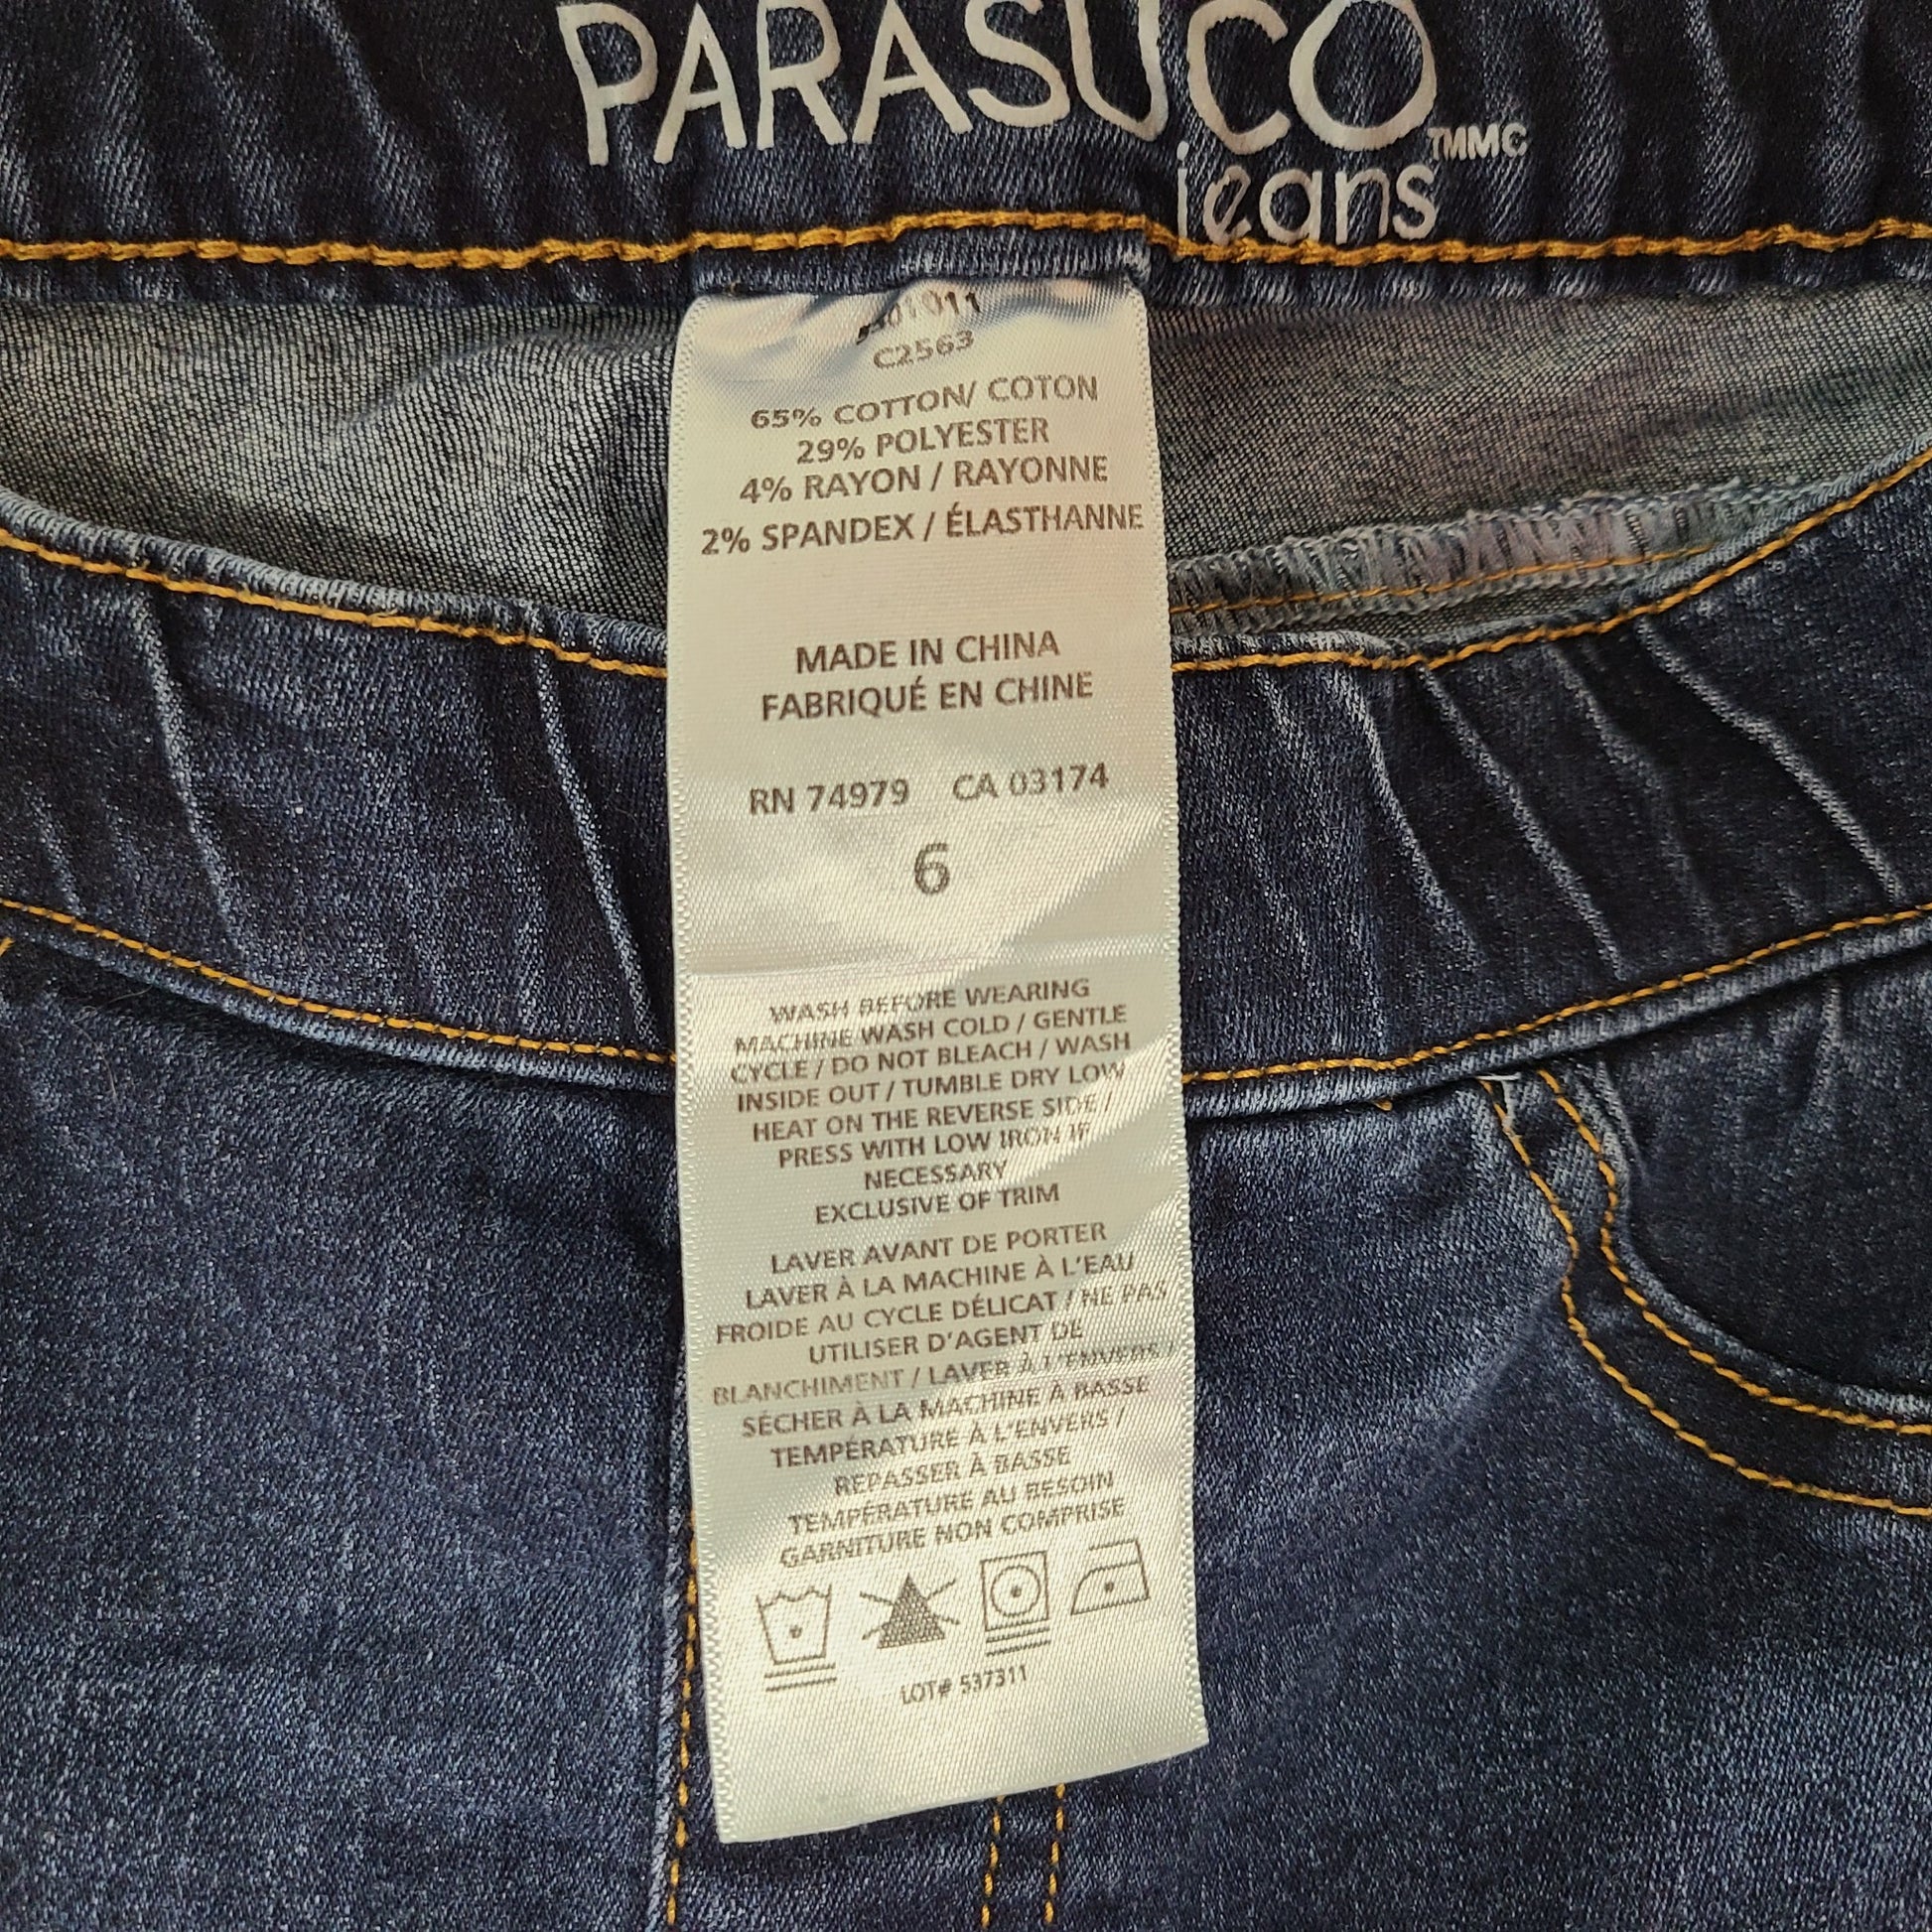 PARASUCO
TMMC
jeans
C2563
65% COTTON/ COTON
29% POLYESTER
4% RAYON / RAYONNE
2% SPANDEX / ÉLASTHANNE
MADE IN CHINA
FABRIQUÉ EN CHINE
RN 74979 CA 03174
6
WASH BEFORE WEARING
MACHINE WASH COLD / GENTLE
CYCLE / DO NOT BLEACH / WASH
INSIDE OUT / TUMBLE DRY LOW
HEAT ON THE REVERSE SIDE /
PRESS WITH LOW IRON IF
NECESSARY
EXCLUSIVE OF TRIM
LAVER AVANT DE PORTER
LAVER À LA MACHINE À L'EAU
FROIDE AU CYCLE DÉLICAT / NE PAS
UTILISER D'AGENT DE
BLANCHIMENT / LAVER À L'ENVERS /
SÉCHER À LA MACHINE À BASSE
TEMPÉRATURE À L'ENVERS /
REPASSER À BASSE
TEMPÉRATURE AU BESOIN
GARNITURE NON COMPRISE
LOT# 537311